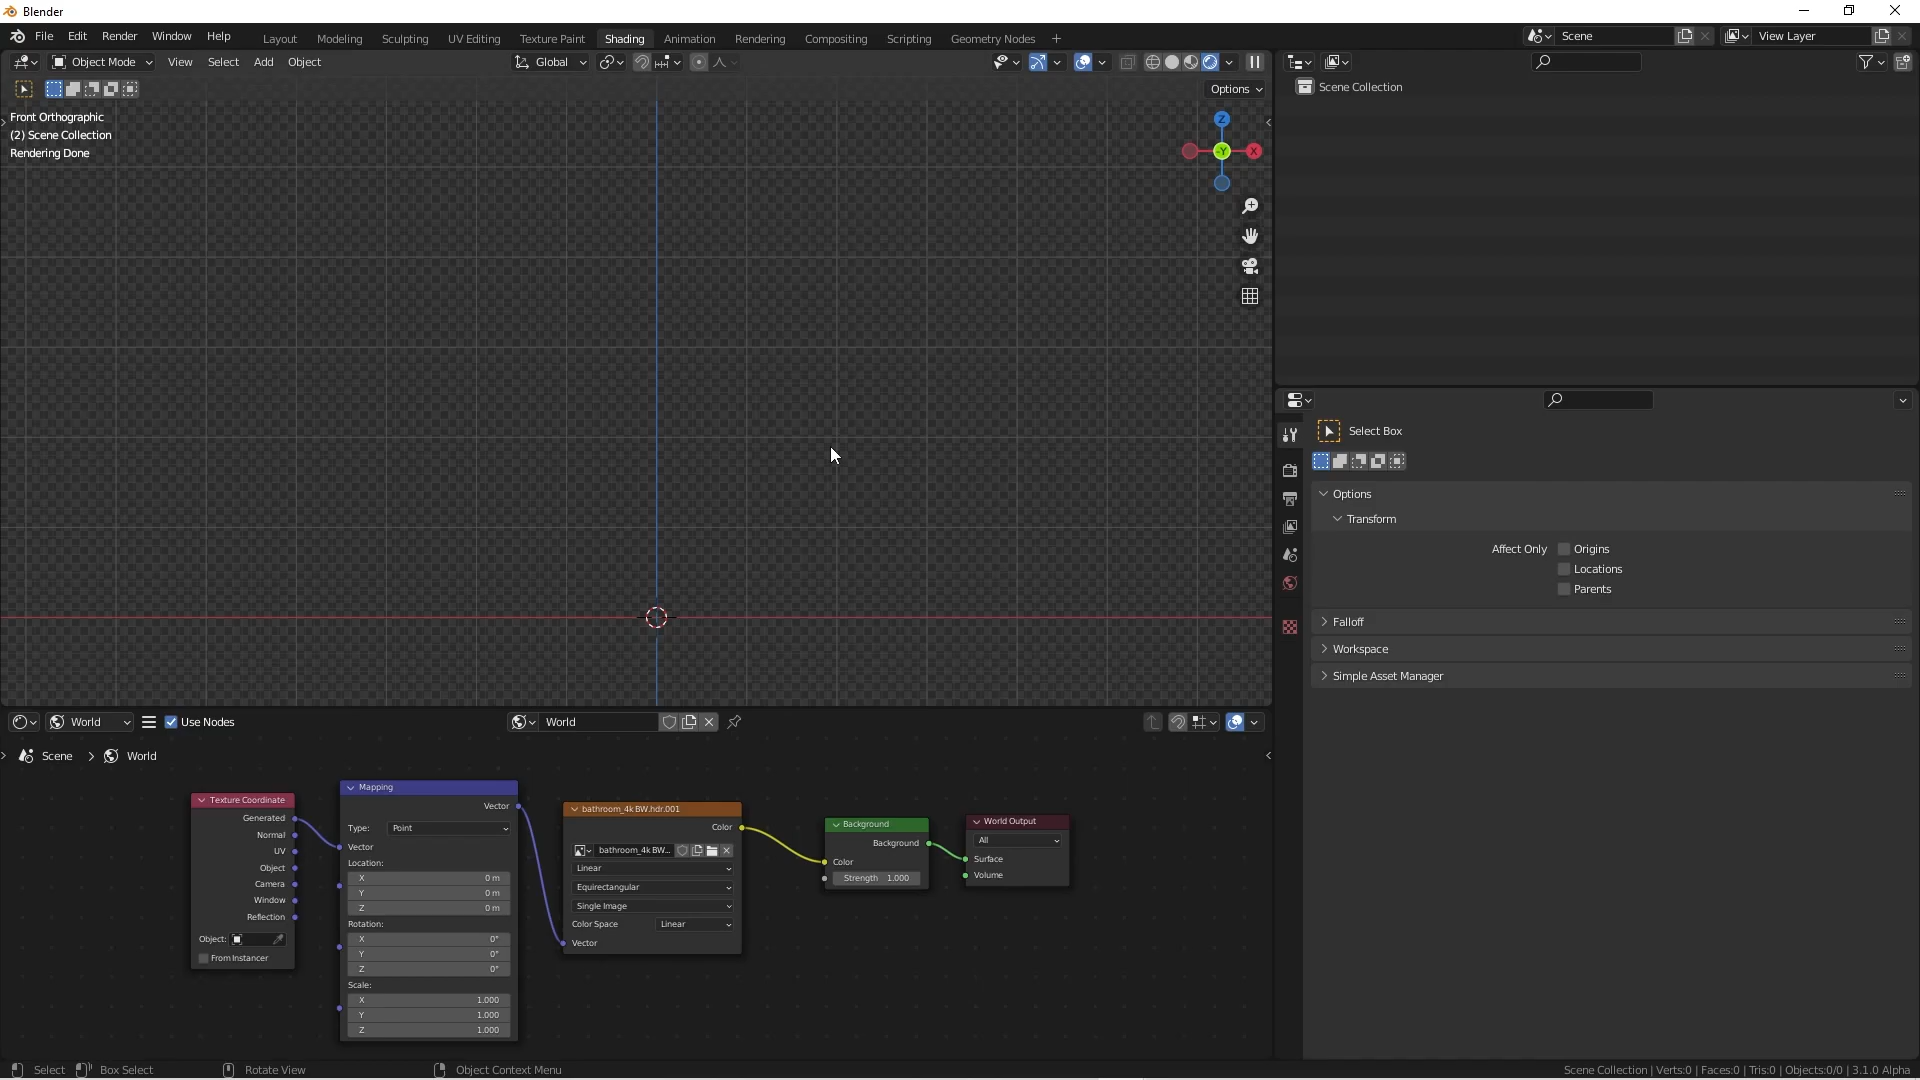 Blender
File Edit Render Window Help Layout Modeling Sculpting UV Editing Texture Paint Shading Animation Rendering Compositing Scripting Geometry Nodes + Scene View Layer
Object Mode View Select Add Object Global
Options
Front Orthographic
(2) Scene Collection
Rendering Done
Z
-Y
X
Scene Collection
Select Box
Options
Transform
Affect Only Origins
Locations
Parents
Falloff
Workspace
Simple Asset Manager
World Use Nodes World
Scene > World
Texture Coordinate
Generated
Normal
UV
Object
Camera
Window
Reflection
Object:
From Instancer
Mapping
Vector
Type: Point
Vector
Location:
X 0 m
Y 0 m
Z 0 m
Rotation:
X 0°
Y 0°
Z 0°
Scale:
X 1.000
Y 1.000
Z 1.000
bathroom_4k BW.hdr.001
Color
bathroom_4k BW...
Linear
Equirectangular
Single Image
Color Space Linear
Vector
Background
Background
Color
Strength 1.000
World Output
All
Surface
Volume
Select Box Select Rotate View Object Context Menu Scene Collection | Verts:0 | Faces:0 | Tris:0 | Objects:0/0 | 3.1.0 Alpha